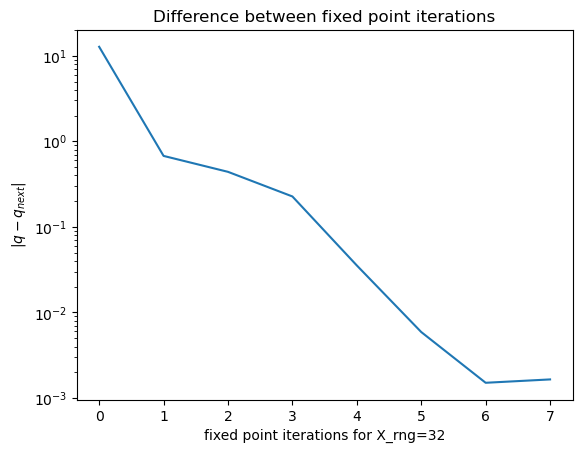 Difference between fixed point iterations
10¹
10⁰
10⁻¹
10⁻²
10⁻³
|q − qₙₑₓₜ|
0 1 2 3 4 5 6 7
fixed point iterations for X_rng=32